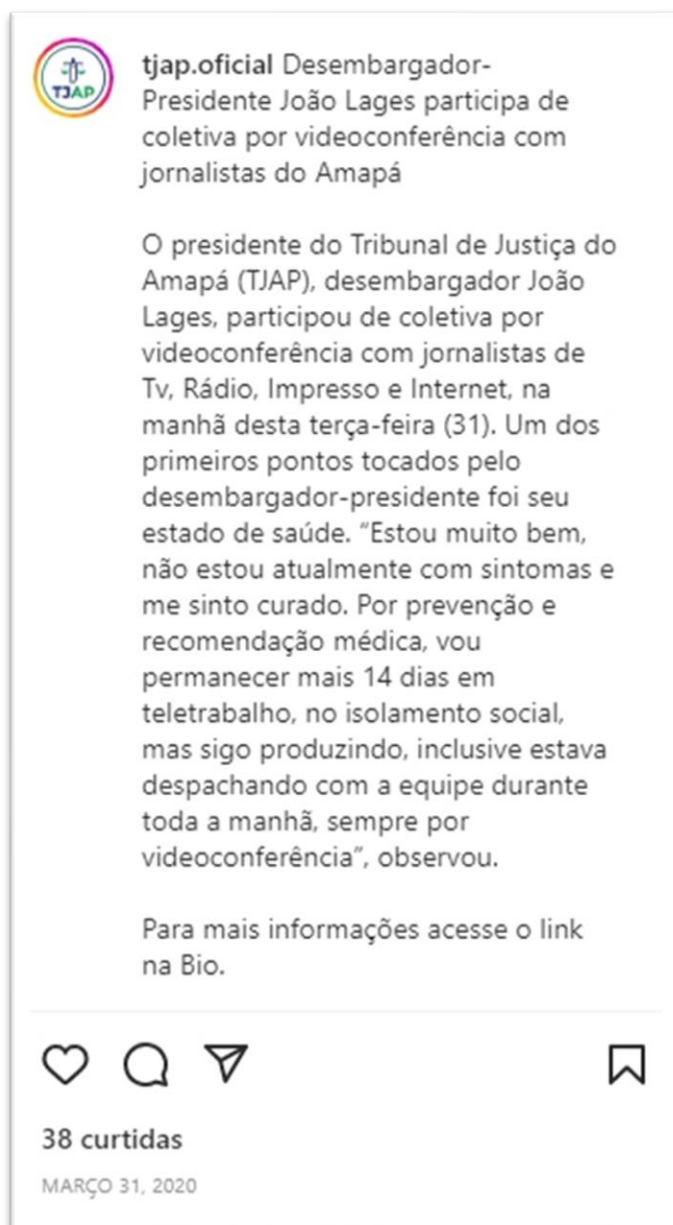 TJAP
tjap.oficial Desembargador-
Presidente João Lages participa de
coletiva por videoconferência com
jornalistas do Amapá
O presidente do Tribunal de Justiça do
Amapá (TJAP), desembargador João
Lages, participou de coletiva por
videoconferência com jornalistas de
Tv, Rádio, Impresso e Internet, na
manhã desta terça-feira (31). Um dos
primeiros pontos tocados pelo
desembargador-presidente foi seu
estado de saúde. “Estou muito bem,
não estou atualmente com sintomas e
me sinto curado. Por prevenção e
recomendação médica, vou
permanecer mais 14 dias em
teletrabalho, no isolamento social,
mas sigo produzindo, inclusive estava
despachando com a equipe durante
toda a manhã, sempre por
videoconferência”, observou.
Para mais informações acesse o link
na Bio.
38 curtidas
MARÇO 31, 2020